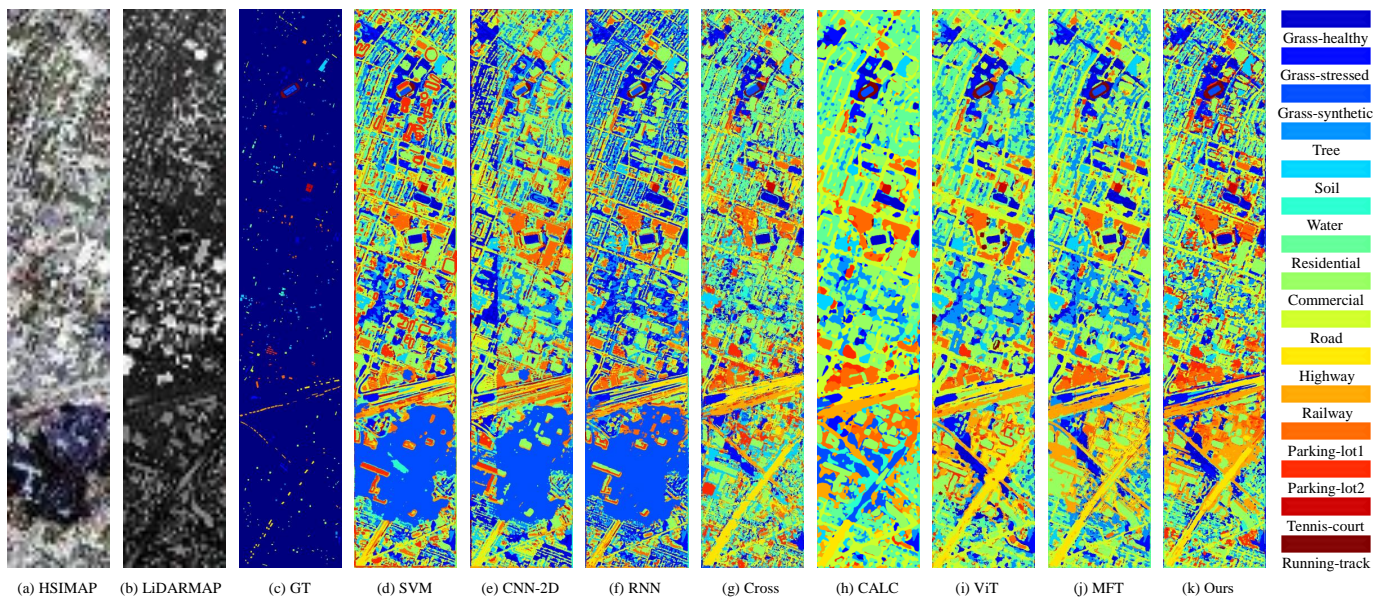 Grass-healthy
Grass-stressed
Grass-synthetic
Tree
Soil
Water
Residential
Commercial
Road
Highway
Railway
Parking-lot1
Parking-lot2
Tennis-court
Running-track
(a) HSIMAP (b) LiDARMAP (c) GT (d) SVM (e) CNN-2D (f) RNN (g) Cross (h) CALC (i) ViT (j) MFT (k) Ours